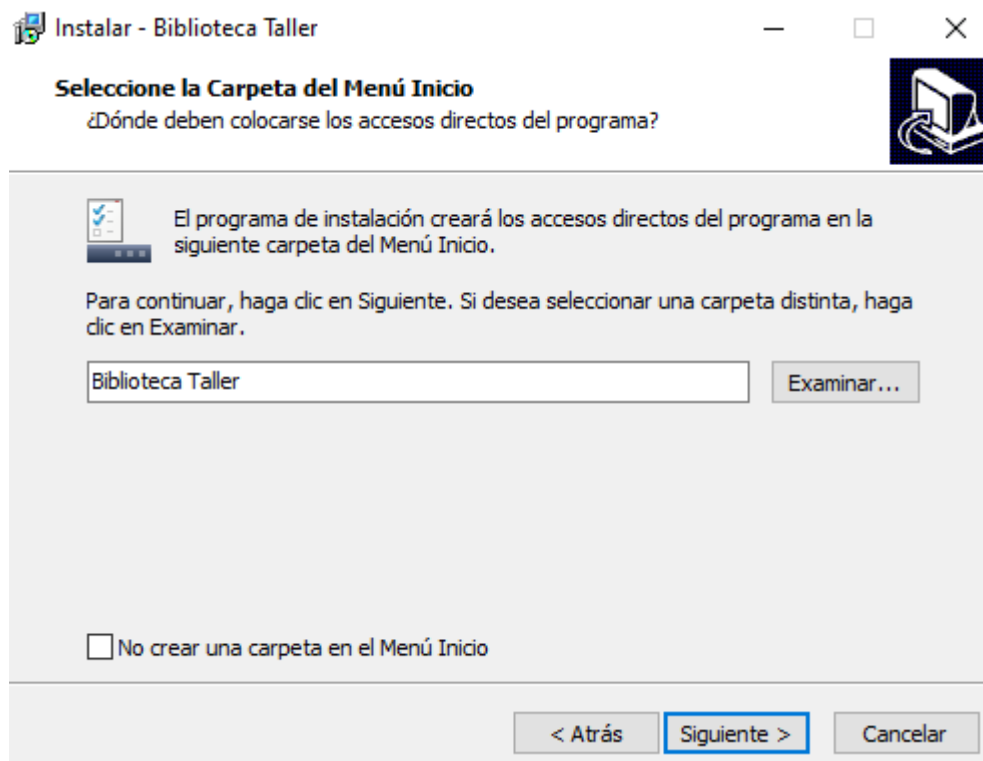 Instalar - Biblioteca Taller
Seleccione la Carpeta del Menú Inicio
¿Dónde deben colocarse los accesos directos del programa?
El programa de instalación creará los accesos directos del programa en la
siguiente carpeta del Menú Inicio.
Para continuar, haga clic en Siguiente. Si desea seleccionar una carpeta distinta, haga
clic en Examinar.
Biblioteca Taller
Examinar...
No crear una carpeta en el Menú Inicio
< Atrás
Siguiente >
Cancelar